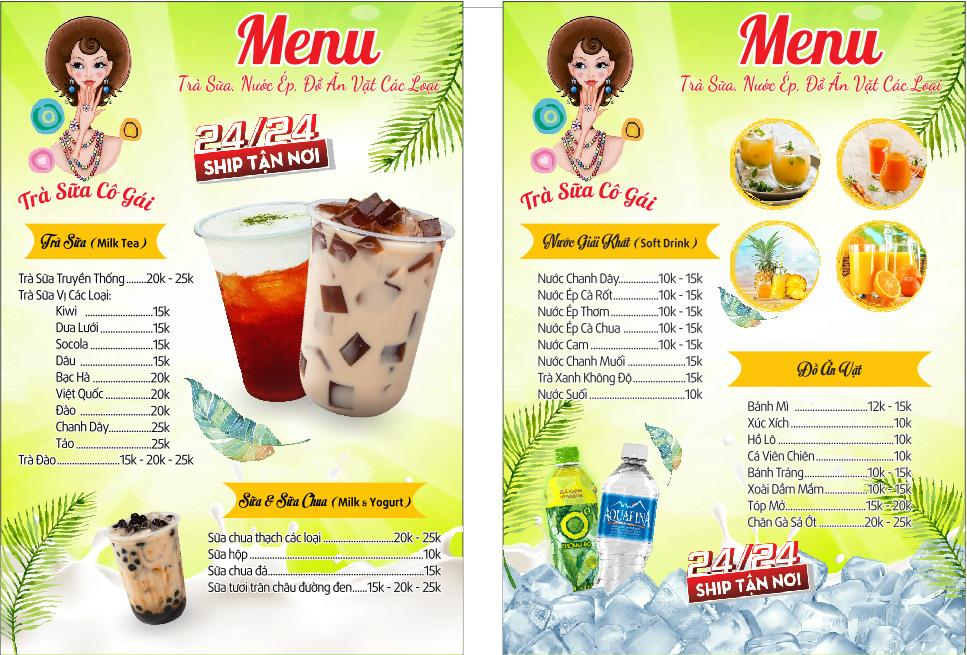 Menu
Trà Sữa, Nước Ép, Đồ Ăn Vặt Các Loại
24/24
SHIP TẬN NƠI
Trà Sữa Cô Gái
Trà Sữa (Milk Tea)
Trà Sữa Truyền Thống.......20k - 25k
Trà Sữa Vị Các Loại:
Kiwi ............................15k
Dưa Lưới.......................15k
Socola..........................15k
Dâu ..............................15k
Bạc Hà..........................20k
Việt Quốc......................20k
Đào ..............................20k
Chanh Dây.....................25k
Táo ...............................25k
Trà Đào....................15k - 20k - 25k
Sữa & Sữa Chua (Milk & Yogurt)
Sữa chua thạch các loại....................20k - 25k
Sữa hộp ..................................................10k
Sữa chua đá.............................................15k
Sữa tươi trân châu đường đen......15k - 20k - 25k
Menu
Trà Sữa, Nước Ép, Đồ Ăn Vặt Các Loại
Trà Sữa Cô Gái
Nước Giải Khát (Soft Drink)
Nước Chanh Dây............10k - 15k
Nước Ép Cà Rốt..............10k - 15k
Nước Ép Thơm...............10k - 15k
Nước Ép Cà Chua ...........10k - 15k
Nước Cam.....................10k - 15k
Nước Chanh Muối.................15k
Trà Xanh Không Độ................15k
Nước Suối............................10k
Đồ Ăn Vặt
Bánh Mì ......................12k - 15k
Xúc Xích...............................10k
Hồ Lô...................................10k
Cá Viên Chiên........................10k
Bánh Tráng...................10k - 15k
Xoài Dầm Mắm..............10k - 15k
Tóp Mỡ........................15k - 20k
Chân Gà Sả Ớt ..............20k - 25k
KHÔNG ĐỘ
AQUAFINA
24/24
SHIP TẬN NƠI